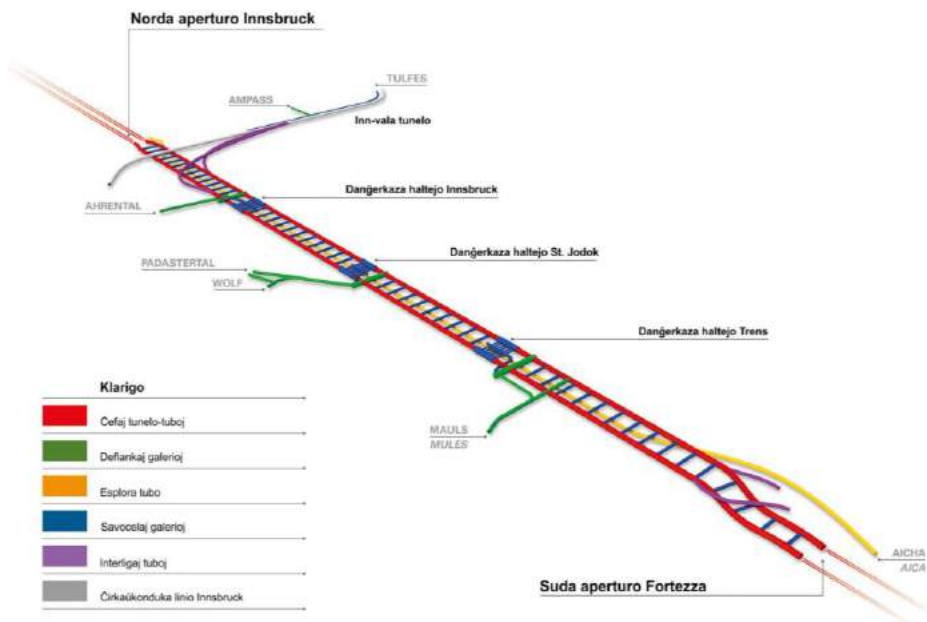 Norda aperturo Innsbruck
TULFES
AMPASS
Inn-vala tunelo
Danĝerkaza haltejo Innsbruck
AHRENTAL
Danĝerkaza haltejo St. Jodok
PADASTERTAL
WOLF
Danĝerkaza haltejo Trens
Klarigo
Ĉefaj tunelo-tuboj
MAULS
MULES
Deflankaj galerioj
Esplora tubo
Savocelaj galerioj
Interligaj tuboj
AICHA
AICA
Suda aperturo Fortezza
Ĉirkaŭkonduka linio Innsbruck